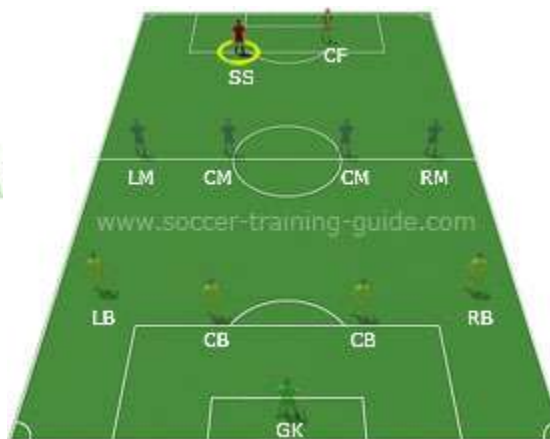 CF
SS
LM CM CM RM
www.soccer-training-guide.com
LB RB
CB CB
GK